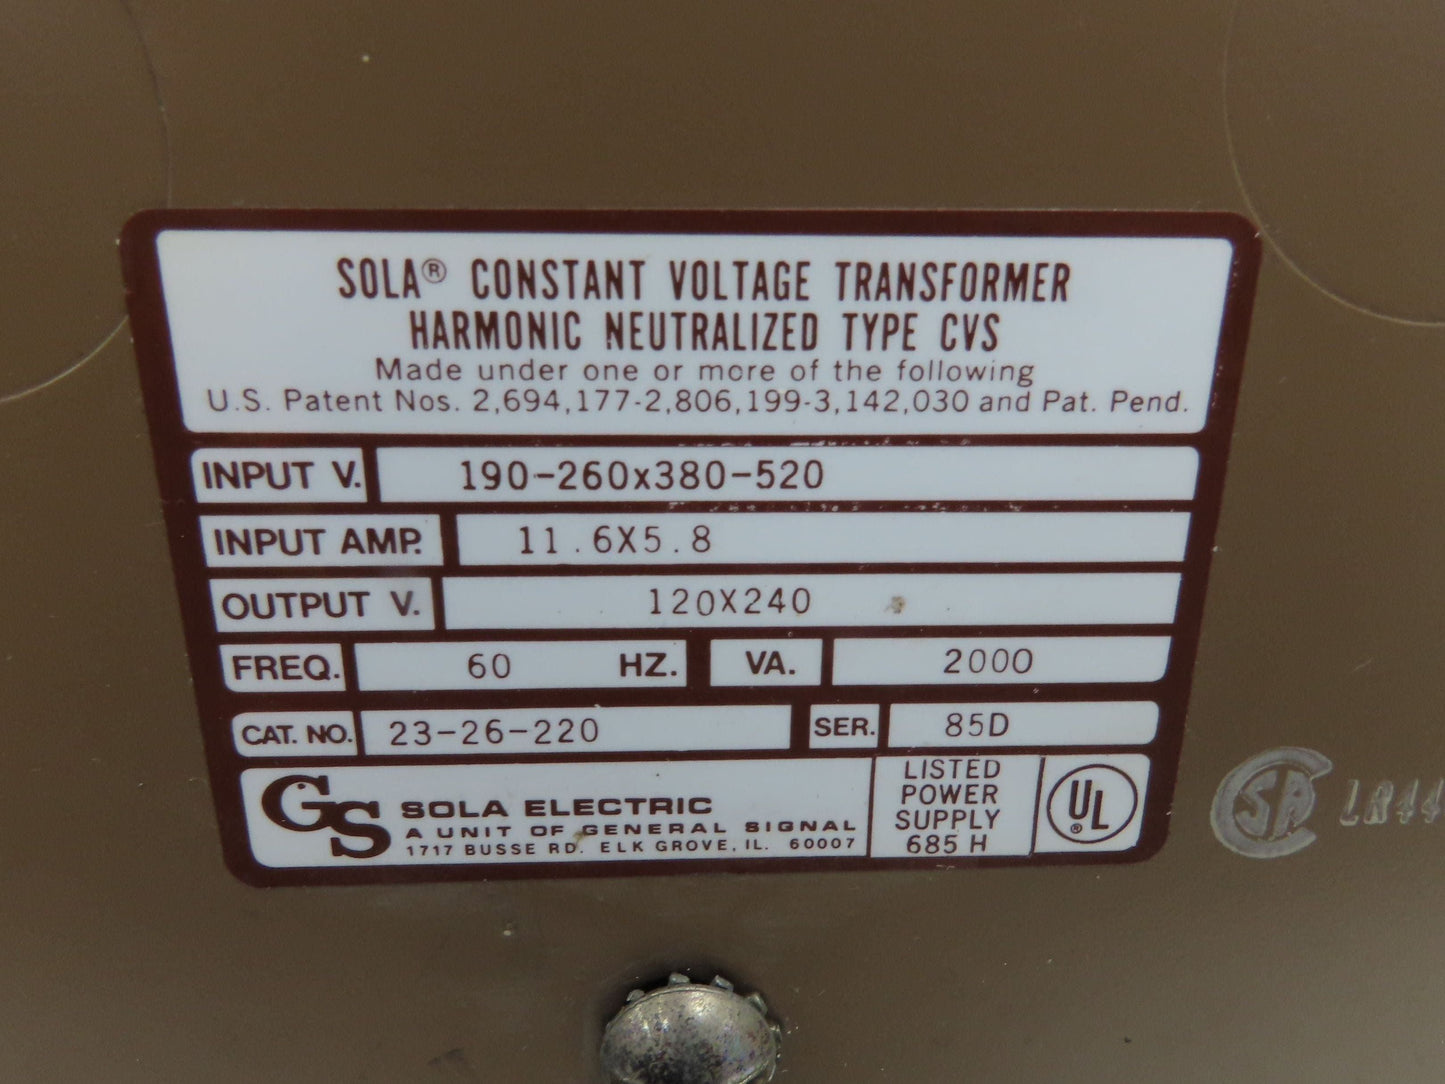 SOLA® CONSTANT VOLTAGE TRANSFORMER
HARMONIC NEUTRALIZED TYPE CVS
Made under one or more of the following
U.S. Patent Nos. 2,694,177-2,806,199-3,142,030 and Pat. Pend.
INPUT V. 190-260x380-520
INPUT AMP. 11.6X5.8
OUTPUT V. 120X240
FREQ. 60 HZ. VA. 2000
CAT. NO. 23-26-220 SER. 85D
GS SOLA ELECTRIC
A UNIT OF GENERAL SIGNAL
1717 BUSSE RD. ELK GROVE, IL. 60007
LISTED
POWER
SUPPLY
685H
UL®
CSA LR44